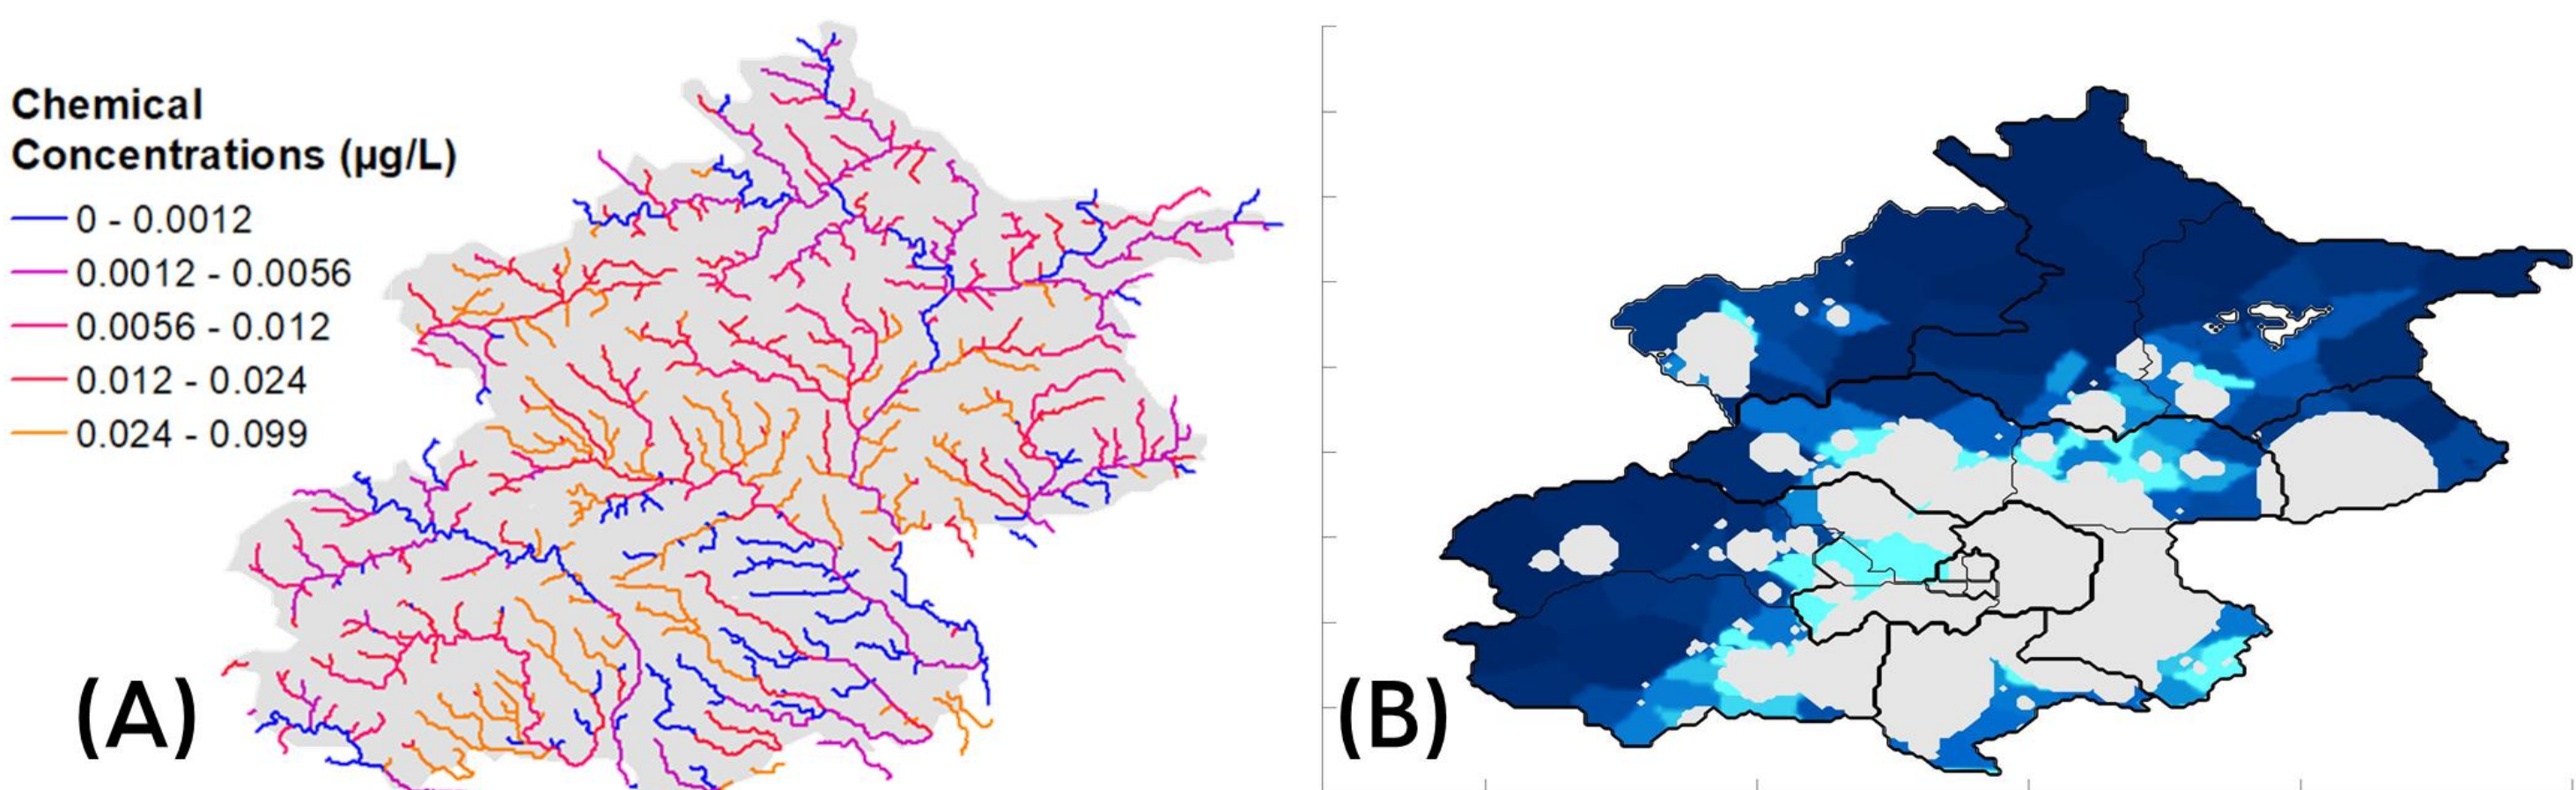 Chemical
Concentrations (µg/L)
0 - 0.0012
0.0012 - 0.0056
0.0056 - 0.012
0.012 - 0.024
0.024 - 0.099
(A)
(B)